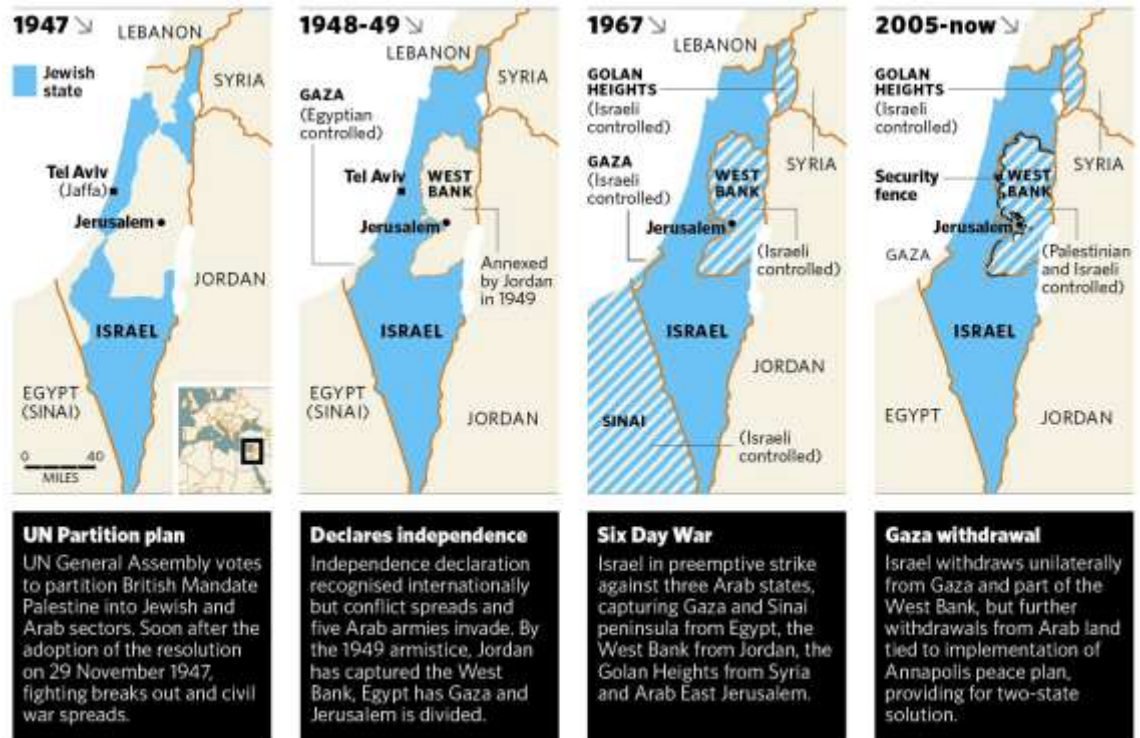 1947
LEBANON
Jewish
state
SYRIA
Tel Aviv
(Jaffa)
Jerusalem
JORDAN
ISRAEL
EGYPT
(SINAI)
0 40
MILES
UN Partition plan
UN General Assembly votes
to partition British Mandate
Palestine into Jewish and
Arab sectors. Soon after the
adoption of the resolution
on 29 November 1947,
fighting breaks out and civil
war spreads.
1948-49
LEBANON
SYRIA
GAZA
(Egyptian
controlled)
Tel Aviv
WEST
BANK
Jerusalem
Annexed
by Jordan
in 1949
ISRAEL
EGYPT
(SINAI)
JORDAN
Declares independence
Independence declaration
recognised internationally
but conflict spreads and
five Arab armies invade. By
the 1949 armistice, Jordan
has captured the West
Bank, Egypt has Gaza and
Jerusalem is divided.
1967
LEBANON
GOLAN
HEIGHTS
(Israeli
controlled)
SYRIA
GAZA
(Israeli
controlled)
WEST
BANK
Jerusalem
(Israeli
controlled)
ISRAEL
JORDAN
SINAI
(Israeli
controlled)
Six Day War
Israel in preemptive strike
against three Arab states,
capturing Gaza and Sinai
peninsula from Egypt, the
West Bank from Jordan, the
Golan Heights from Syria
and Arab East Jerusalem.
2005-now
GOLAN
HEIGHTS
(Israeli
controlled)
SYRIA
Security
fence
WEST
BANK
Jerusalem
GAZA
(Palestinian
and Israeli
controlled)
ISRAEL
EGYPT
JORDAN
Gaza withdrawal
Israel withdraws unilaterally
from Gaza and part of the
West Bank, but further
withdrawals from Arab land
tied to implementation of
Annapolis peace plan,
providing for two-state
solution.